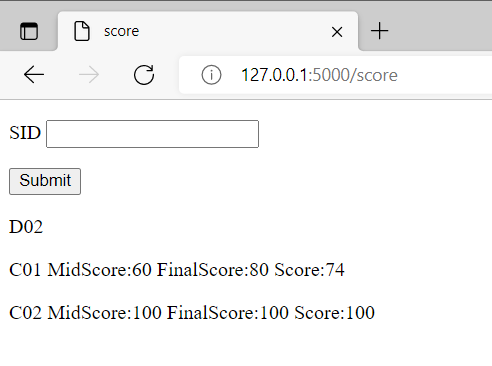 score
127.0.0.1:5000/score
SID
Submit
D02
C01 MidScore:60 FinalScore:80 Score:74
C02 MidScore:100 FinalScore:100 Score:100